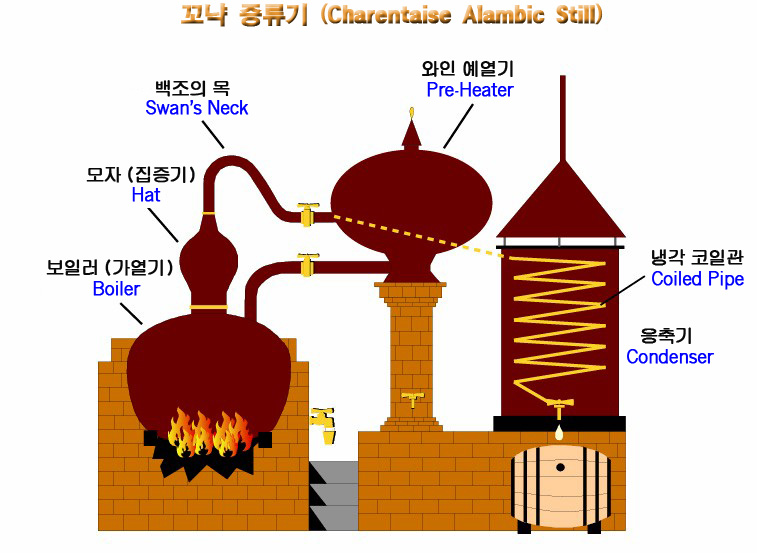 꼬냑 증류기 (Charentaise Alambic Still)
와인 예열기
Pre-Heater
백조의 목
Swan's Neck
모자 (집증기)
Hat
보일러 (가열기)
Boiler
냉각 코일관
Coiled Pipe
응축기
Condenser